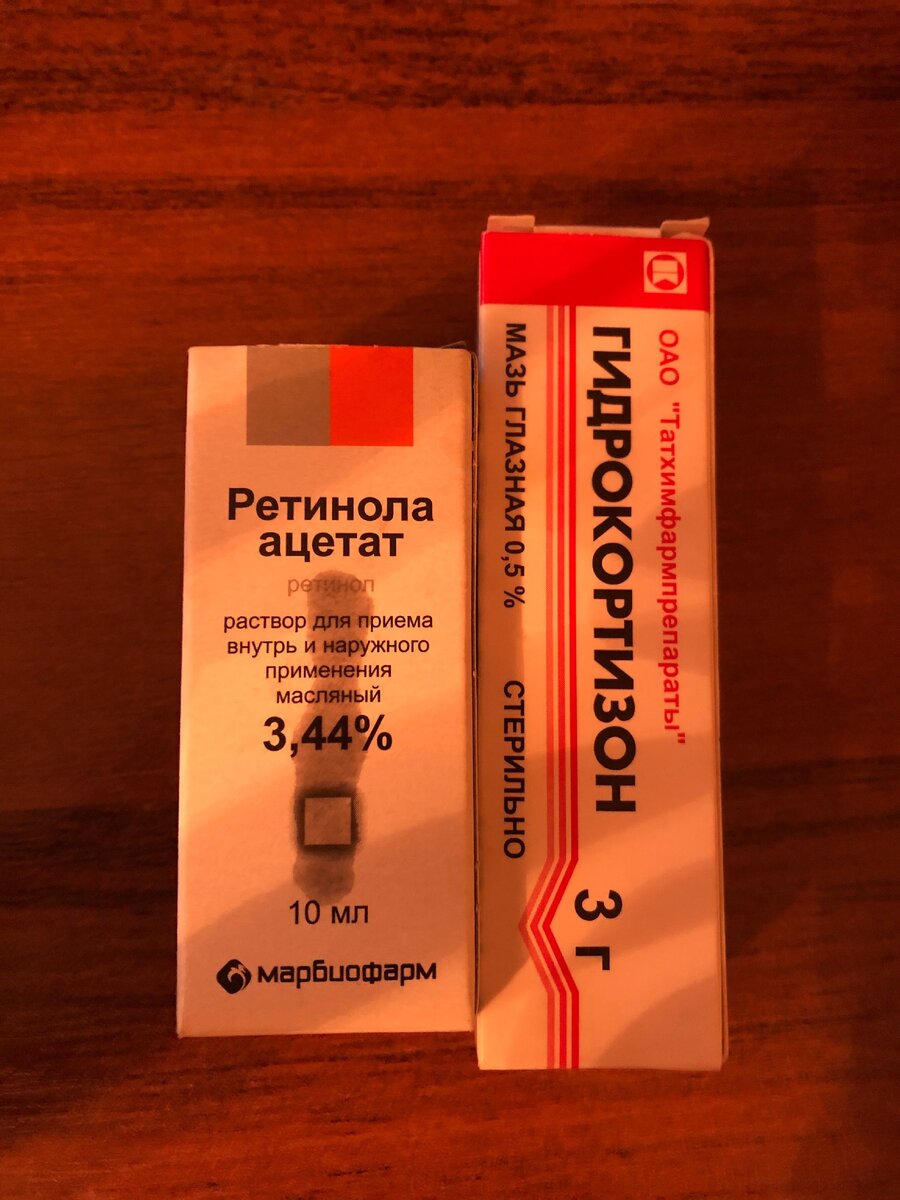 Ретинола
ацетат
ретинол
раствор для приема
внутрь и наружного
применения
масляный
3,44%
10 мл
марбиофарм
ОАО "Татхимфармпрепараты"
ГИДРОКОРТИЗОН 3 г
МАЗЬ ГЛАЗНАЯ 0,5 % СТЕРИЛЬНО